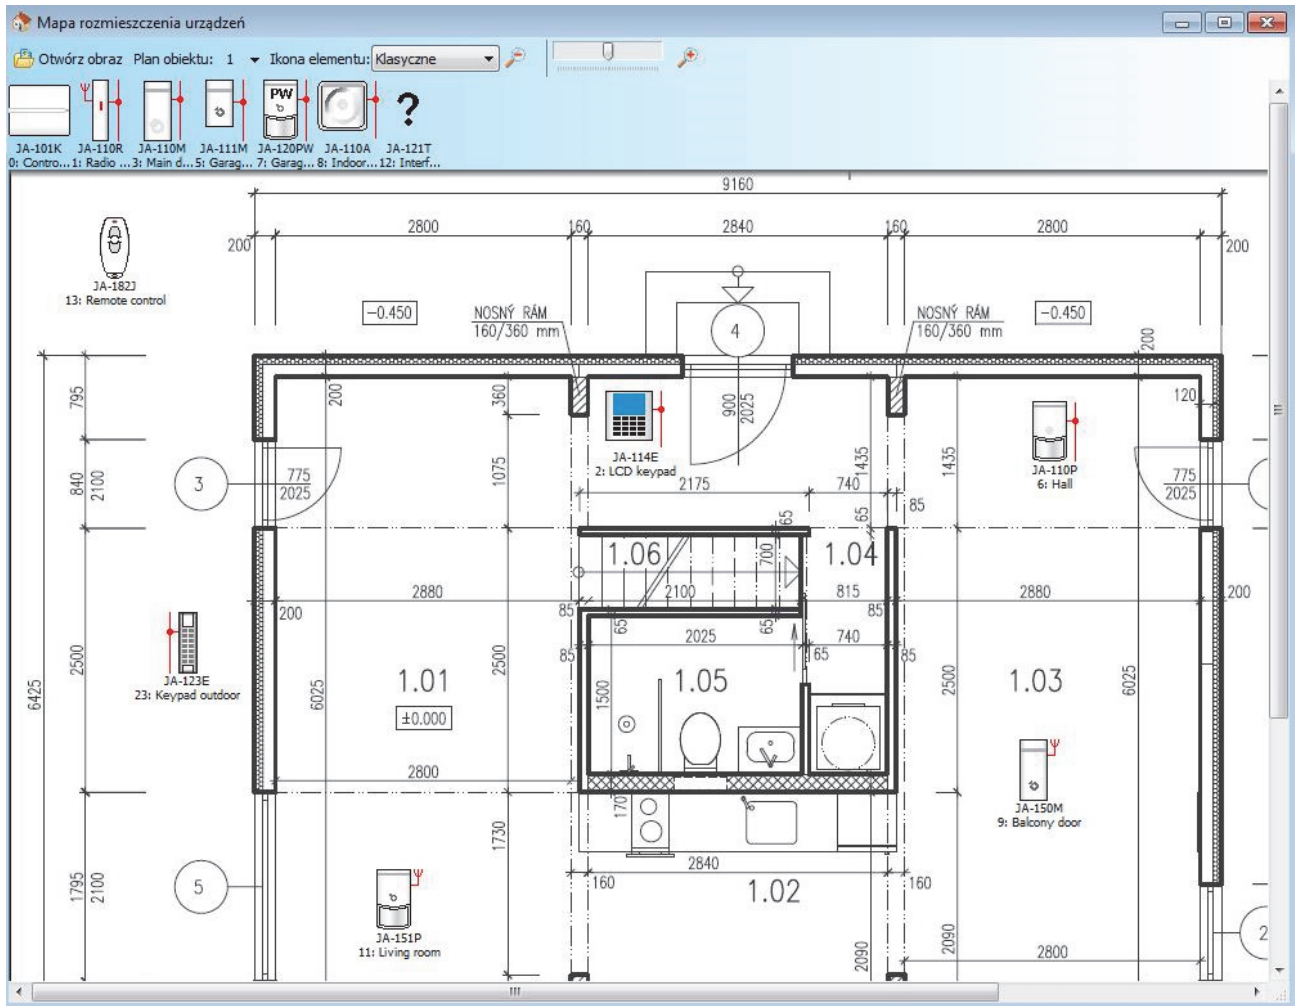 Mapa rozmieszczenia urządzeń
Otwórz obraz Plan obiektu: 1 Ikona elementu: Klasyczne
PW
?
JA-101K JA-110R JA-110M JA-111M JA-120PW JA-110A JA-121T
0: Contro... 1: Radio ... 3: Main d... 5: Garag... 7: Garag... 8: Indoor... 12: Interf...
9160
2800 160 2840 160 2800
200 200
JA-182J
13: Remote control
-0.450 NOSNÝ RÁM 4 NOSNÝ RÁM -0.450
160/360 mm 160/360 mm
200
795 200 360 900 2025 120
JA-114E
2: LCD keypad
JA-110P
6: Hall
840 2100 3 775 1075 1435 1435 775
2025 2025
2175 740 85
65 65
1.06 700 1.04
2880 2100 815 2880 200
200 85 65 65 85
2025 740
85 65 85
JA-123E
23: Keypad outdoor
6425 2500 6025 1.01 2500 1500 1.05 2500 1.03 6025
±0.000
2800
JA-150M
9: Balcony door
170
1795 2100 5 1730 2840
160 1.02 160
JA-151P
11: Living room
2090 2090 2800 2